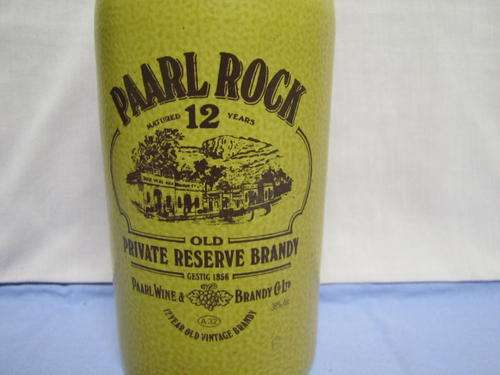 PAARL ROCK
MATURED 12 YEARS
OLD
PRIVATE RESERVE BRANDY
GESTIG 1856
PAARL WINE & BRANDY CO LTD
A·32
12 YEAR OLD VINTAGE BRANDY